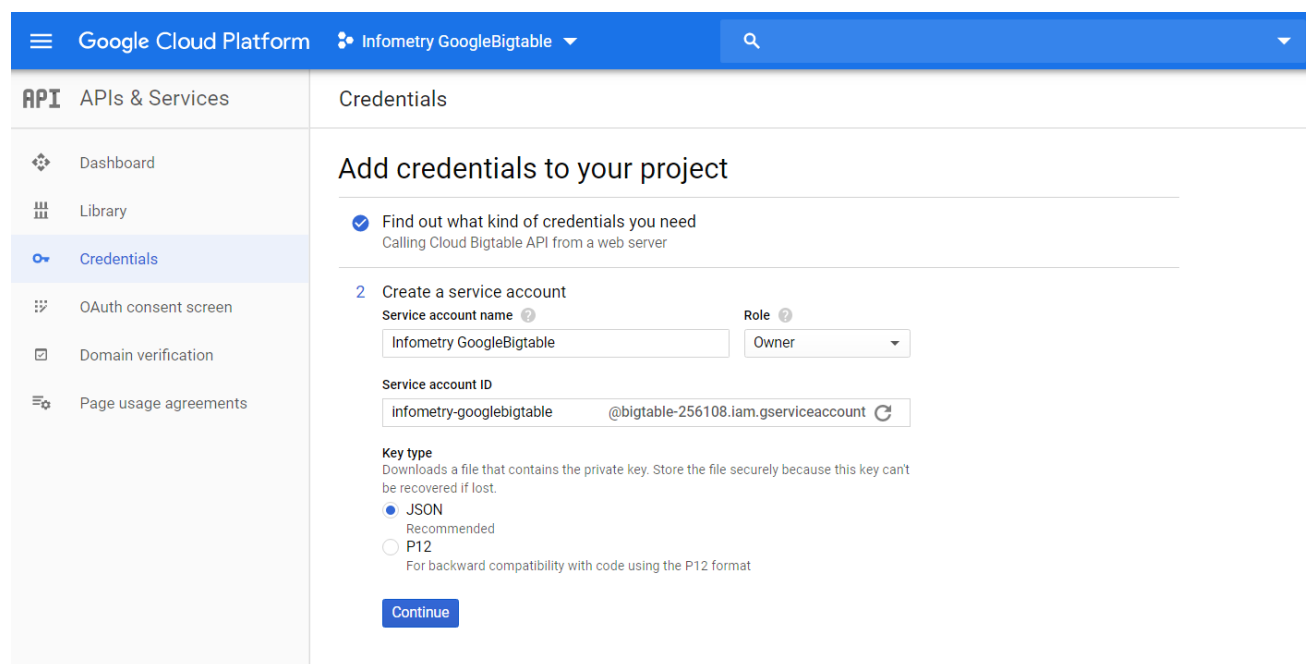 Google Cloud Platform
Infometry GoogleBigtable
API
APIs & Services
Credentials
Dashboard
Library
Credentials
OAuth consent screen
Domain verification
Page usage agreements
Add credentials to your project
Find out what kind of credentials you need
Calling Cloud Bigtable API from a web server
2 Create a service account
Service account name ? Role ?
Infometry GoogleBigtable Owner
Service account ID
infometry-googlebigtable @bigtable-256108.iam.gserviceaccount
Key type
Downloads a file that contains the private key. Store the file securely because this key can't
be recovered if lost.
JSON
Recommended
P12
For backward compatibility with code using the P12 format
Continue